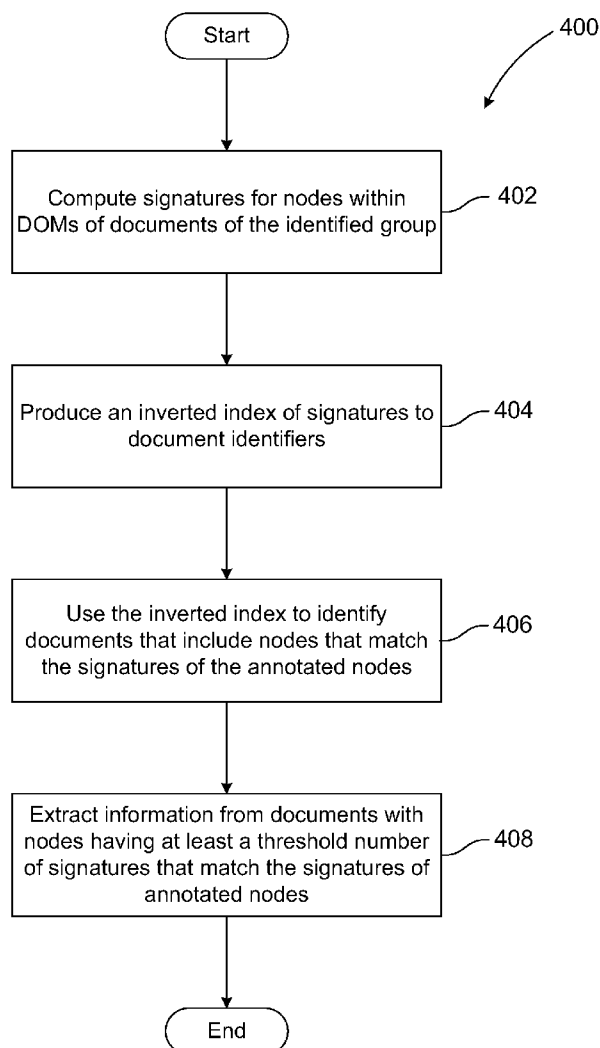 Start
400
Compute signatures for nodes within
DOMs of documents of the identified group
402
Produce an inverted index of signatures to
document identifiers
404
Use the inverted index to identify
documents that include nodes that match
the signatures of the annotated nodes
406
Extract information from documents with
nodes having at least a threshold number
of signatures that match the signatures of
annotated nodes
408
End